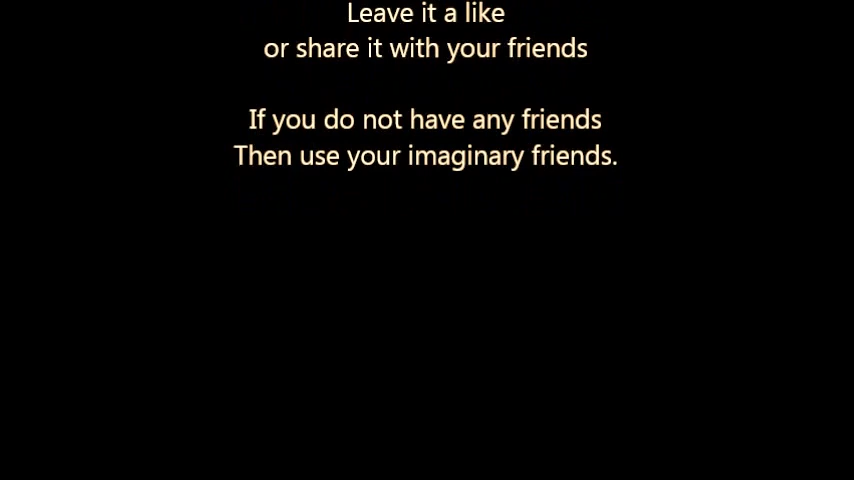 Leave it a like
or share it with your friends
If you do not have any friends
Then use your imaginary friends.